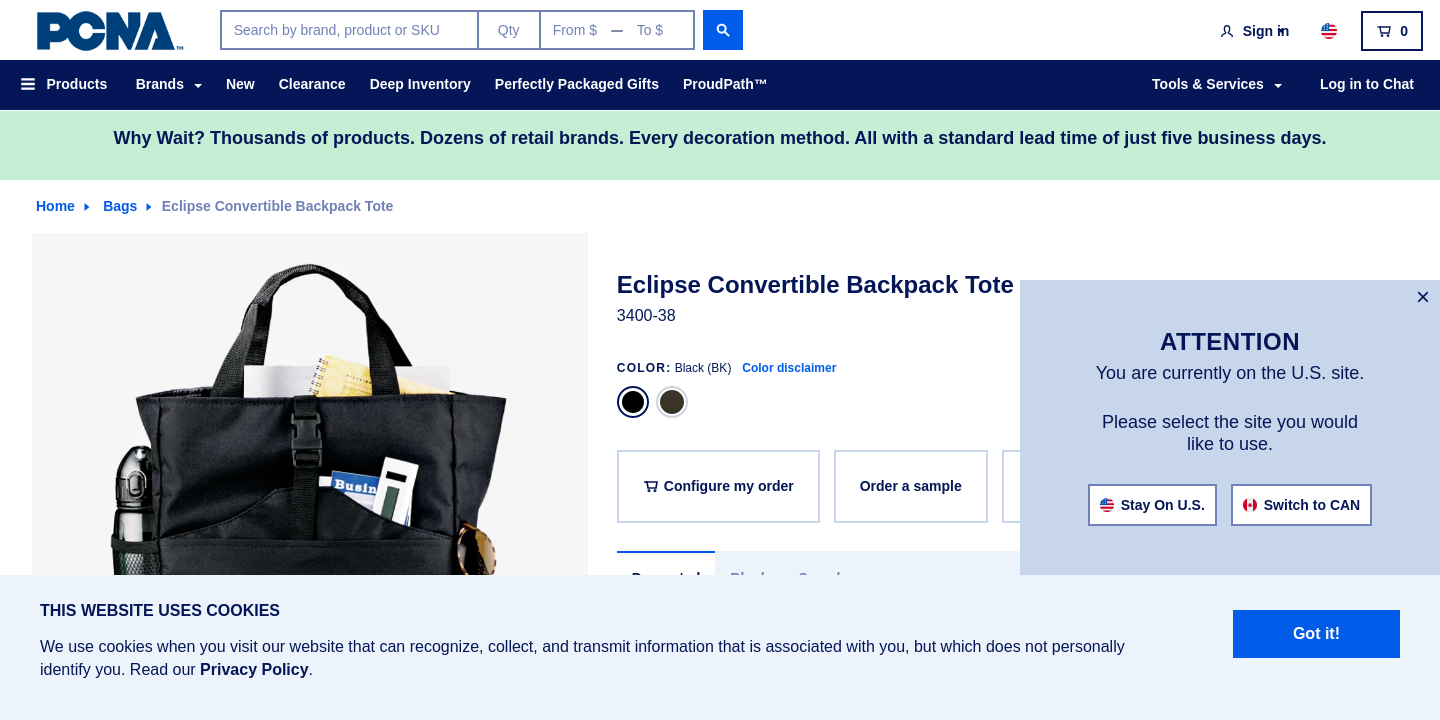 PCNA™
Search by brand, product or SKU
Qty
From $ — To $
Sign in
0
Products
Brands
New
Clearance
Deep Inventory
Perfectly Packaged Gifts
ProudPath™
Tools & Services
Log in to Chat
Why Wait? Thousands of products. Dozens of retail brands. Every decoration method. All with a standard lead time of just five business days.
Home
Bags
Eclipse Convertible Backpack Tote
Busin
Eclipse Convertible Backpack Tote
3400-38
COLOR: Black (BK) Color disclaimer
Configure my order
Order a sample
×
ATTENTION
You are currently on the U.S. site.
Please select the site you would
like to use.
Stay On U.S.
Switch to CAN
THIS WEBSITE USES COOKIES
We use cookies when you visit our website that can recognize, collect, and transmit information that is associated with you, but which does not personally
identify you. Read our Privacy Policy.
Got it!